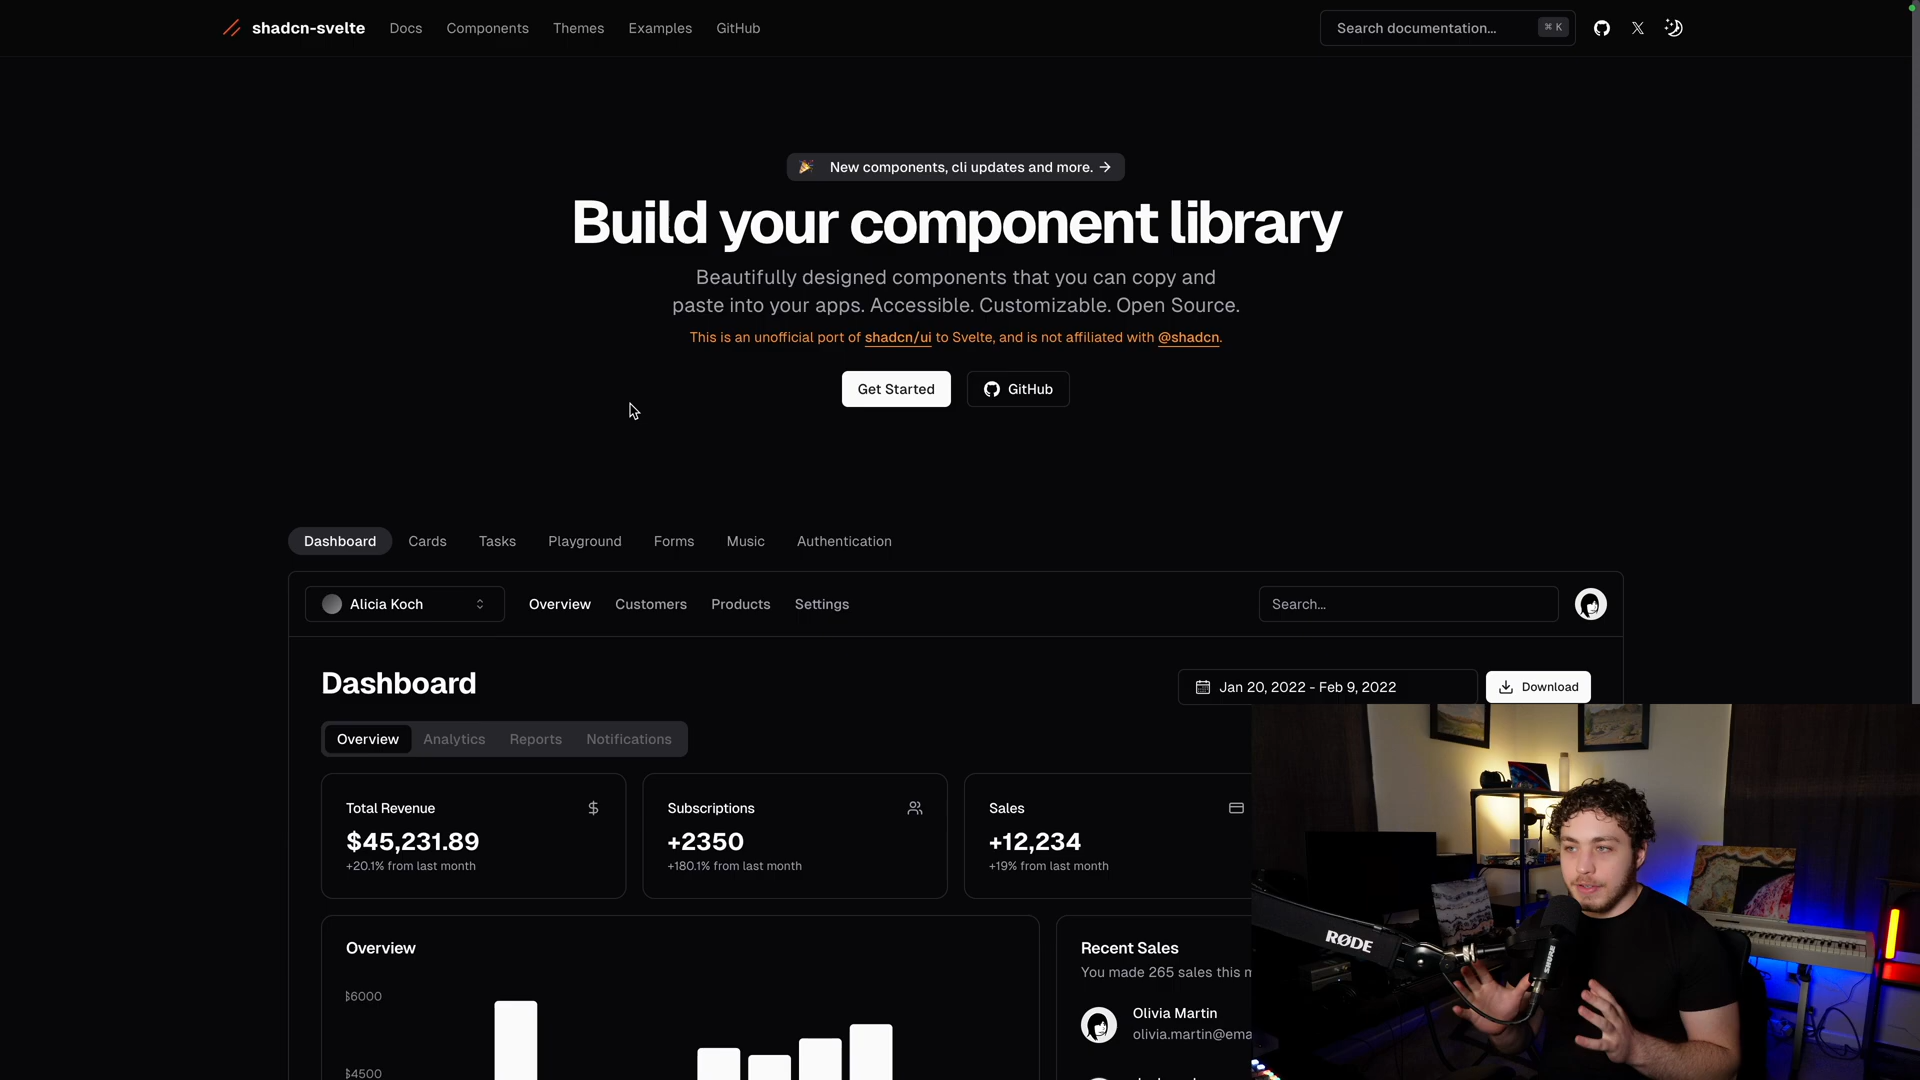 shadcn-svelte Docs Components Themes Examples GitHub Search documentation... ⌘ K
🎉 New components, cli updates and more. →
Build your component library
Beautifully designed components that you can copy and
paste into your apps. Accessible. Customizable. Open Source.
This is an unofficial port of shadcn/ui to Svelte, and is not affiliated with @shadcn.
Get Started GitHub
Dashboard Cards Tasks Playground Forms Music Authentication
Alicia Koch Overview Customers Products Settings Search...
Dashboard Jan 20, 2022 - Feb 9, 2022 Download
Overview Analytics Reports Notifications
Total Revenue $ Subscriptions Sales
$45,231.89 +2350 +12,234
+20.1% from last month +180.1% from last month +19% from last month
Overview Recent Sales
You made 265 sales this m
$6000
Olivia Martin
olivia.martin@ema
$4500
RØDE
SHURE